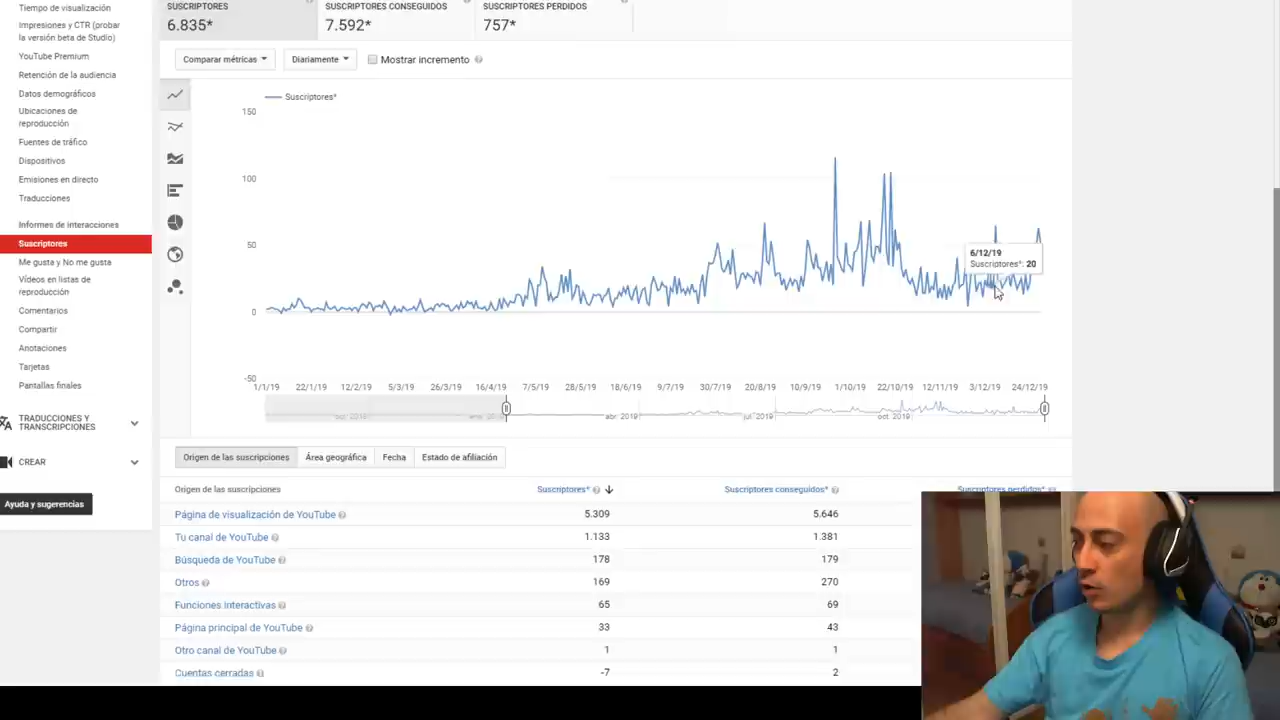 Tiempo de visualización
Impresiones y CTR (probar
la versión beta de Studio)
YouTube Premium
Retención de la audiencia
Datos demográficos
Ubicaciones de
reproducción
Fuentes de tráfico
Dispositivos
Emisiones en directo
Traducciones
Informes de interacciones
Suscriptores
Me gusta y No me gusta
Vídeos en listas de
reproducción
Comentarios
Compartir
Anotaciones
Tarjetas
Pantallas finales
TRADUCCIONES Y
TRANSCRIPCIONES
CREAR
Ayuda y sugerencias
SUSCRIPTORES
6.835*
SUSCRIPTORES CONSEGUIDOS
7.592*
SUSCRIPTORES PERDIDOS
757*
Comparar métricas
Diariamente
Mostrar incremento
Suscriptores*
150
100
50
0
-50
6/12/19
Suscriptores*: 20
1/1/19 22/1/19 12/2/19 5/3/19 26/3/19 16/4/19 7/5/19 28/5/19 18/6/19 9/7/19 30/7/19 20/8/19 10/9/19 1/10/19 22/10/19 12/11/19 3/12/19 24/12/19
abr. 2019 jul. 2019 oct. 2019
Origen de las suscripciones Área geográfica Fecha Estado de afiliación
Origen de las suscripciones Suscriptores* Suscriptores conseguidos* Suscriptores perdidos*
Página de visualización de YouTube 5.309 5.646
Tu canal de YouTube 1.133 1.381
Búsqueda de YouTube 178 179
Otros 169 270
Funciones Interactivas 65 69
Página principal de YouTube 33 43
Otro canal de YouTube 1 1
Cuentas cerradas -7 2